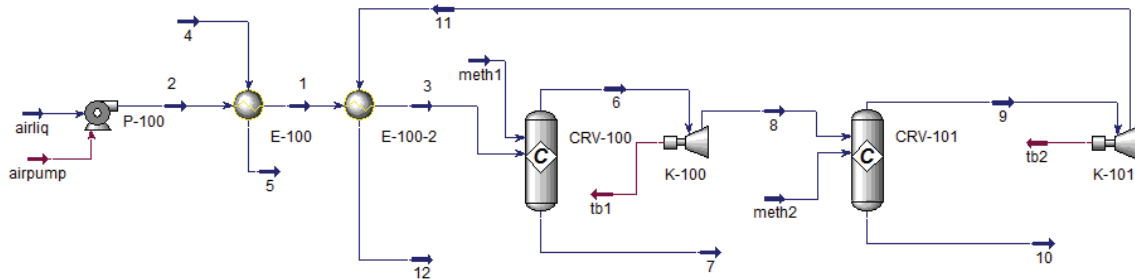 11
4
meth1
2
1
3
6
8
9
airliq
P-100
E-100
E-100-2
C
CRV-100
K-100
C
CRV-101
tb2
K-101
airpump
5
tb1
meth2
12
7
10